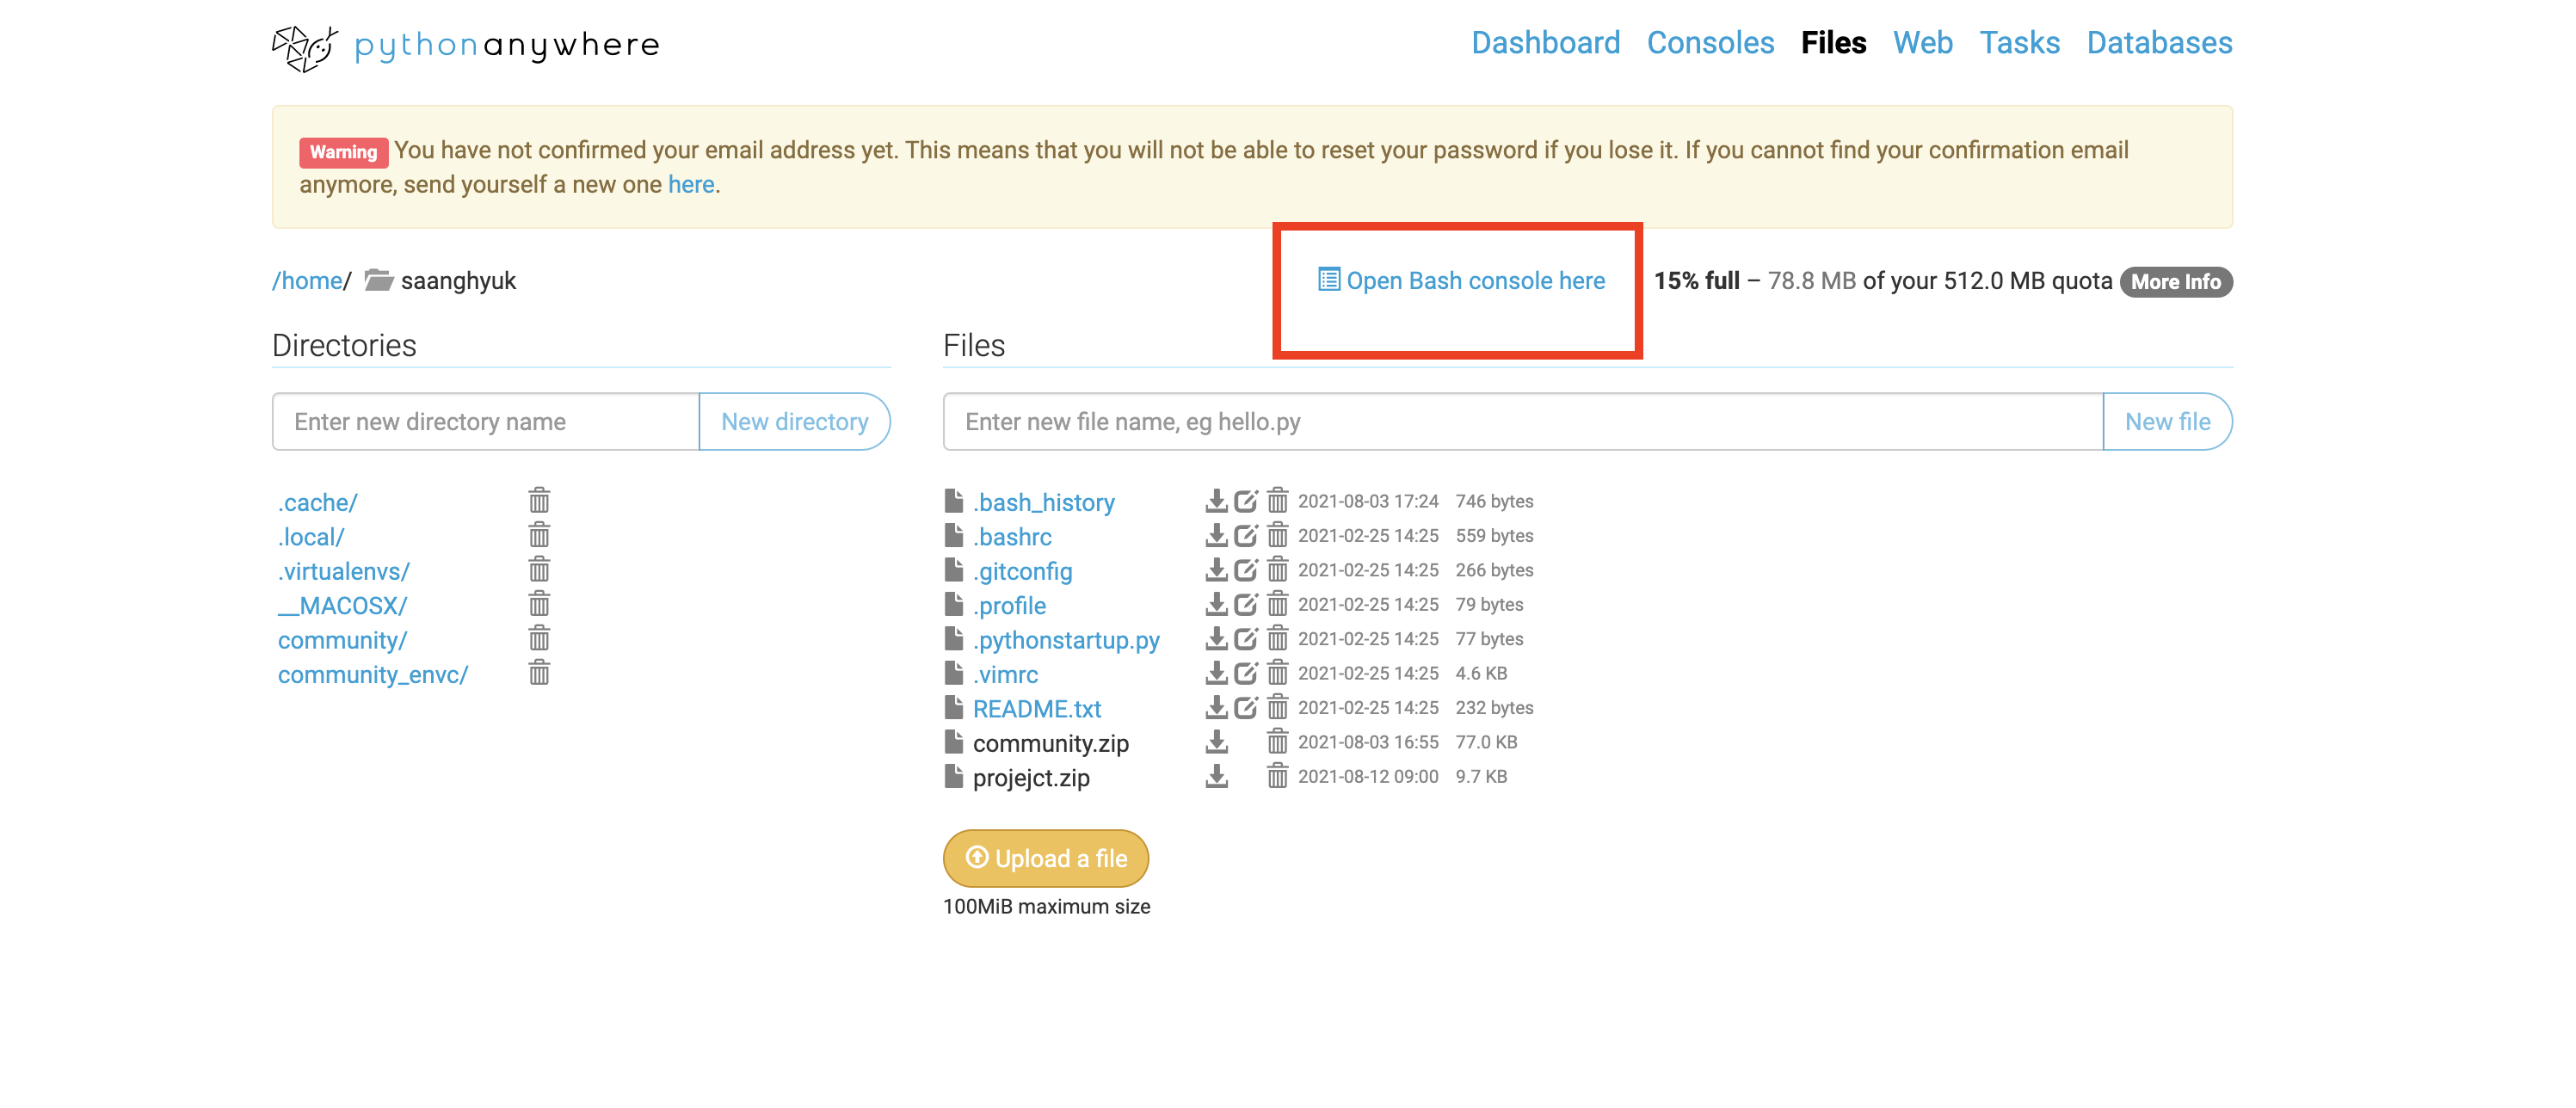 pythonanywhere
Dashboard Consoles Files Web Tasks Databases
Warning You have not confirmed your email address yet. This means that you will not be able to reset your password if you lose it. If you cannot find your confirmation email
anymore, send yourself a new one here.
/home/ saanghyuk
Open Bash console here
15% full – 78.8 MB of your 512.0 MB quota More Info
Directories
Enter new directory name New directory
.cache/
.local/
.virtualenvs/
__MACOSX/
community/
community_envc/
Files
Enter new file name, eg hello.py New file
.bash_history 2021-08-03 17:24 746 bytes
.bashrc 2021-02-25 14:25 559 bytes
.gitconfig 2021-02-25 14:25 266 bytes
.profile 2021-02-25 14:25 79 bytes
.pythonstartup.py 2021-02-25 14:25 77 bytes
.vimrc 2021-02-25 14:25 4.6 KB
README.txt 2021-02-25 14:25 232 bytes
community.zip 2021-08-03 16:55 77.0 KB
projejct.zip 2021-08-12 09:00 9.7 KB
Upload a file
100MiB maximum size